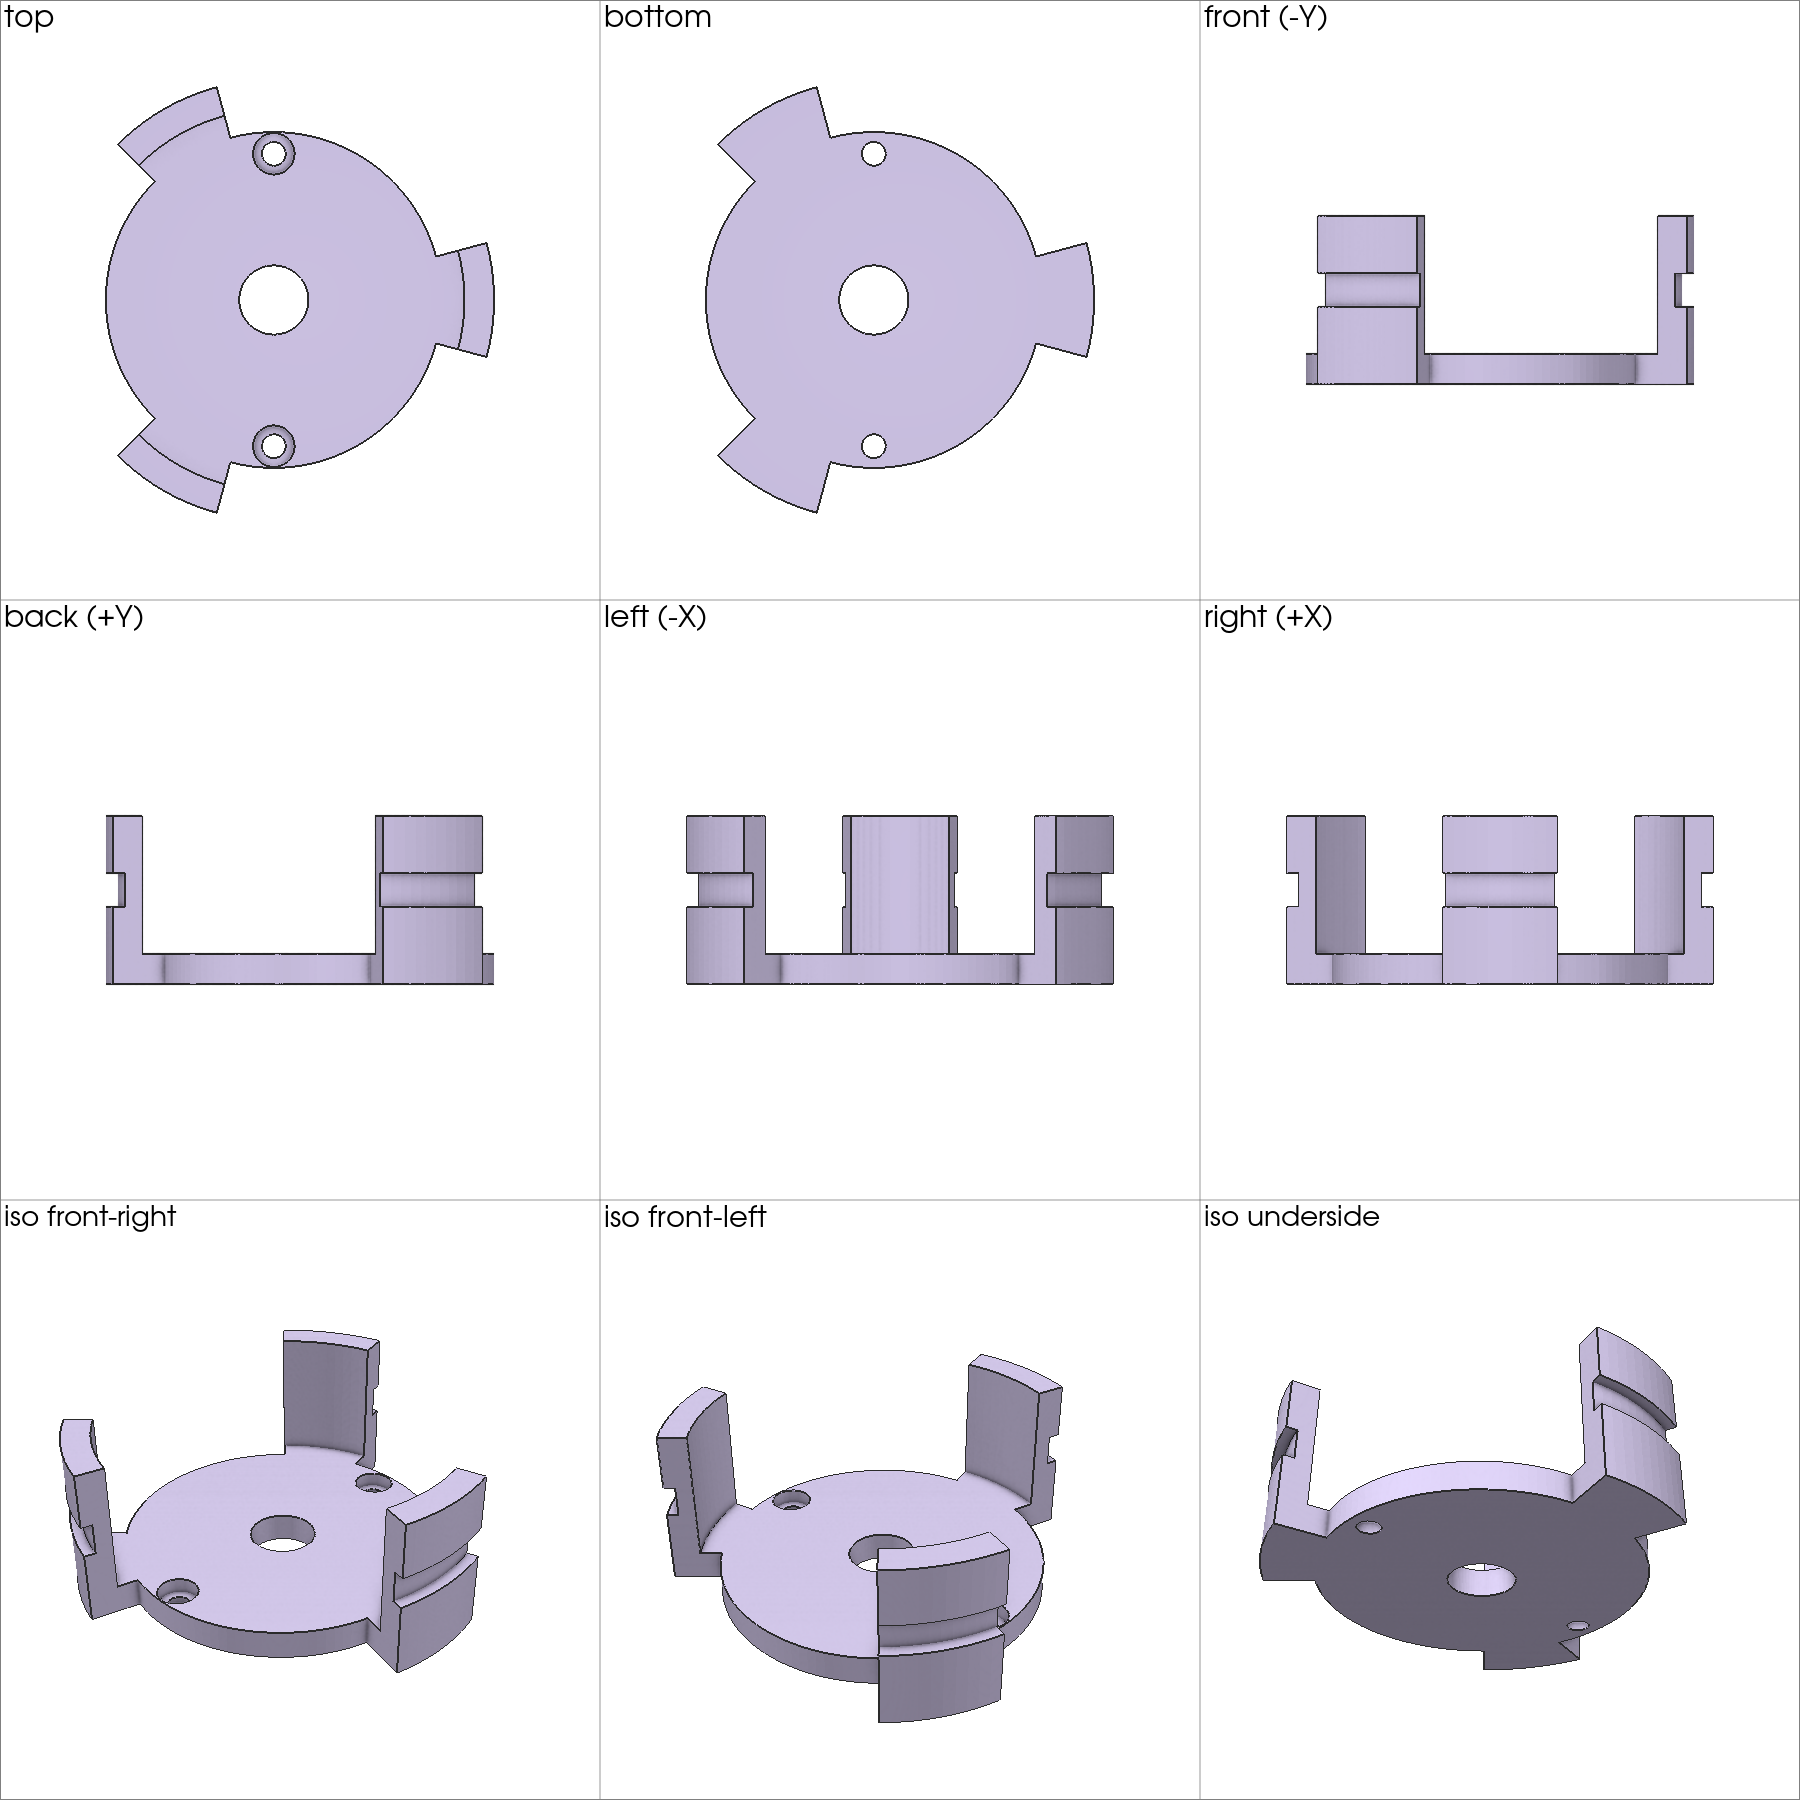 top
bottom
front (-Y)
back (+Y)
left (-X)
right (+X)
iso front-right
iso front-left
iso underside